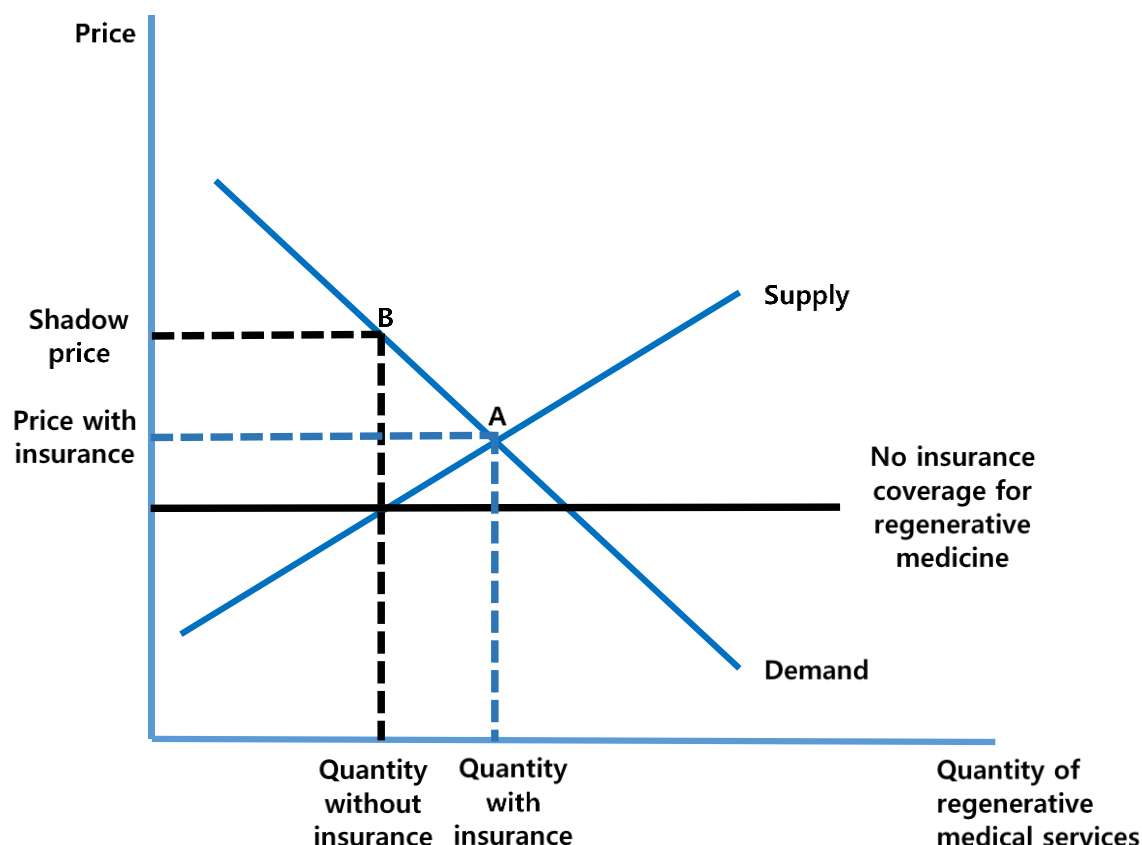 Price
B
Shadow
price
Supply
A
Price with
insurance
No insurance
coverage for
regenerative
medicine
Demand
Quantity
without
insurance
Quantity
with
insurance
Quantity of
regenerative
medical services